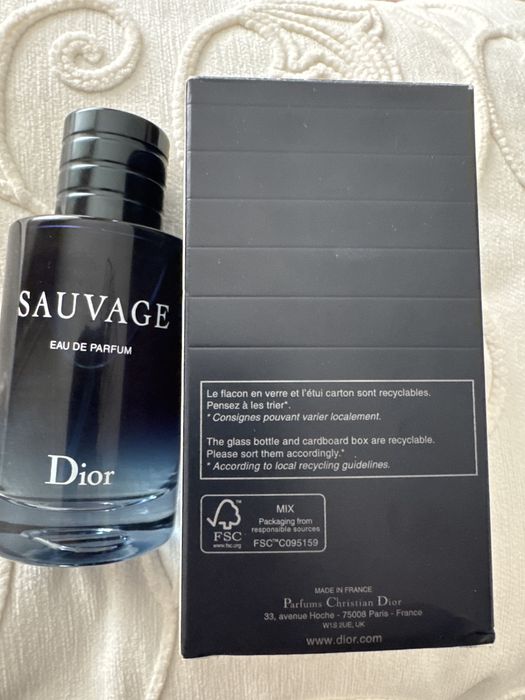 SAUVAGE
EAU DE PARFUM
Dior
Le flacon en verre et l'étui carton sont recyclables.
Pensez à les trier*.
* Consignes pouvant varier localement.
The glass bottle and cardboard box are recyclable.
Please sort them accordingly.*
* According to local recycling guidelines.
FSC
www.fsc.org
MIX
Packaging from
responsible sources
FSC™C095159
MADE IN FRANCE
Parfums Christian Dior
33, avenue Hoche - 75008 Paris - France
W1S 2UE, UK
www.dior.com